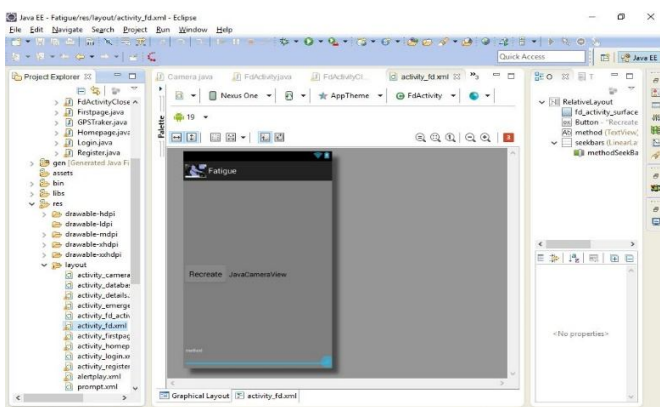 Java EE - Fatigue/res/layout/activity_fd.xml - Eclipse
File Edit Navigate Search Project Run Window Help
Quick Access
Java EE
Project Explorer
FdActivityClose
Firstpage.java
GPSTraker.java
Homepage.java
Login.java
Register.java
gen [Generated Java Fi
assets
bin
libs
res
drawable-hdpi
drawable-ldpi
drawable-mdpi
drawable-xhdpi
drawable-xxhdpi
layout
activity_camera
activity_databas
activity_details.
activity_emerge
activity_fd_activ
activity_fd.xml
activity_firstpag
activity_homep
activity_login.xm
activity_register
alertplay.xml
prompt.xml
Camera.java
FdActivity.java
FdActivityCl...
activity_fd.xml
Nexus One
AppTheme
FdActivity
Palette
19
3
Fatigue
Recreate JavaCameraView
method
Graphical Layout
activity_fd.xml
RelativeLayout
fd_activity_surface
Button - "Recreate
method (TextView)
seekbars (LinearLa
methodSeekBa
<No properties>